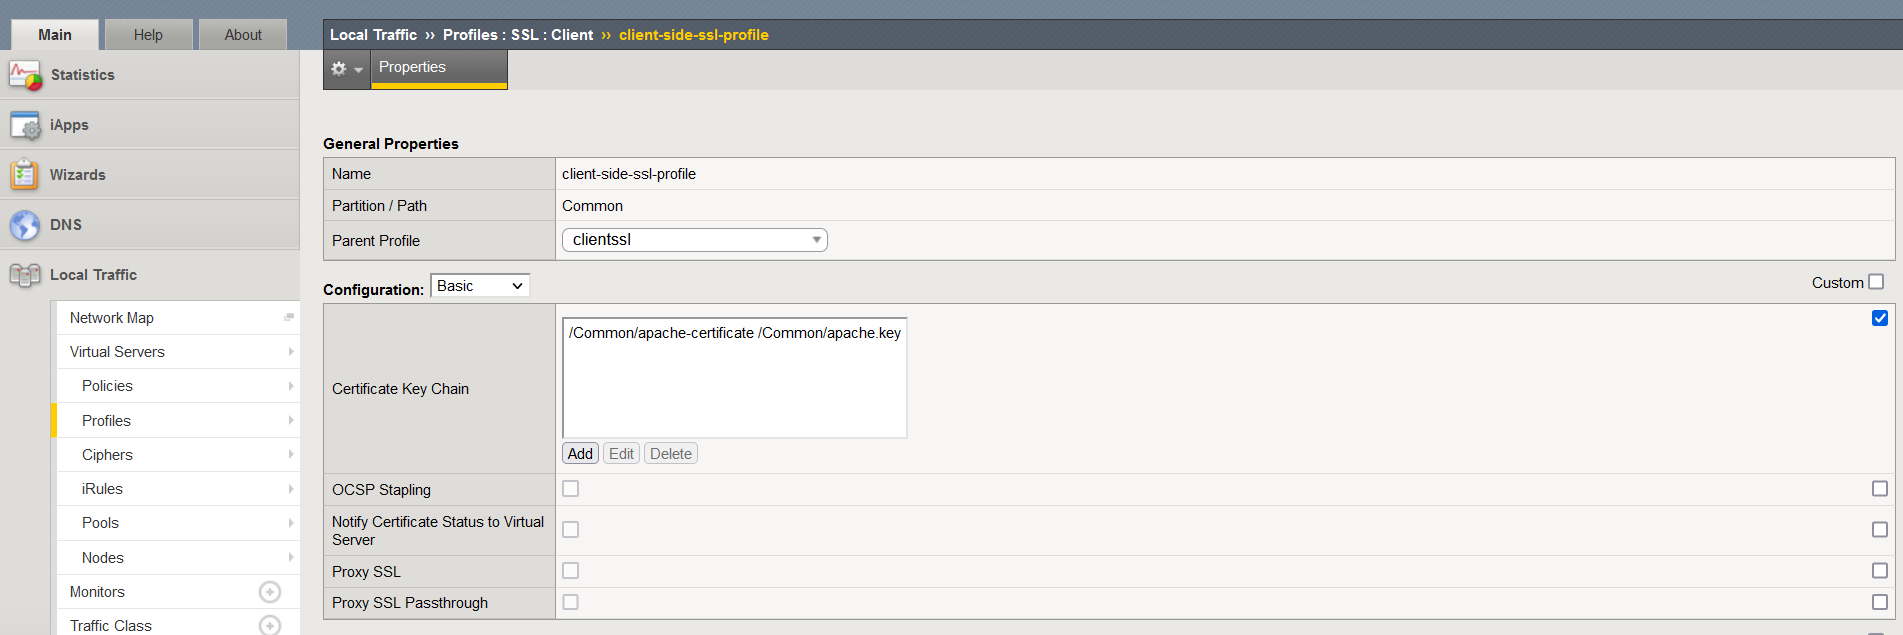 Main
Help
About
Local Traffic ›› Profiles : SSL : Client ›› client-side-ssl-profile
Properties
Statistics
iApps
Wizards
DNS
Local Traffic
Network Map
Virtual Servers
Policies
Profiles
Ciphers
iRules
Pools
Nodes
Monitors
Traffic Class
General Properties
Name client-side-ssl-profile
Partition / Path Common
Parent Profile clientssl
Configuration: Basic
Custom
Certificate Key Chain
/Common/apache-certificate /Common/apache.key
Add Edit Delete
OCSP Stapling
Notify Certificate Status to Virtual
Server
Proxy SSL
Proxy SSL Passthrough